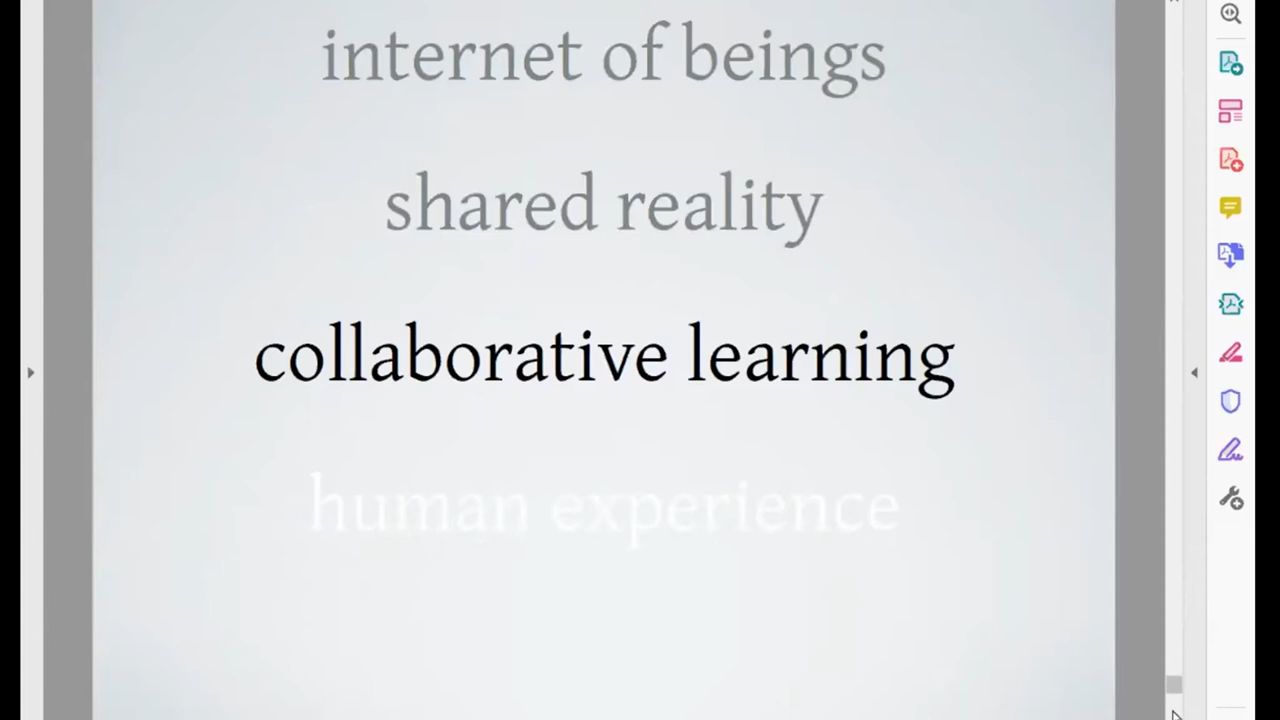 internet of beings
shared reality
collaborative learning
human experience